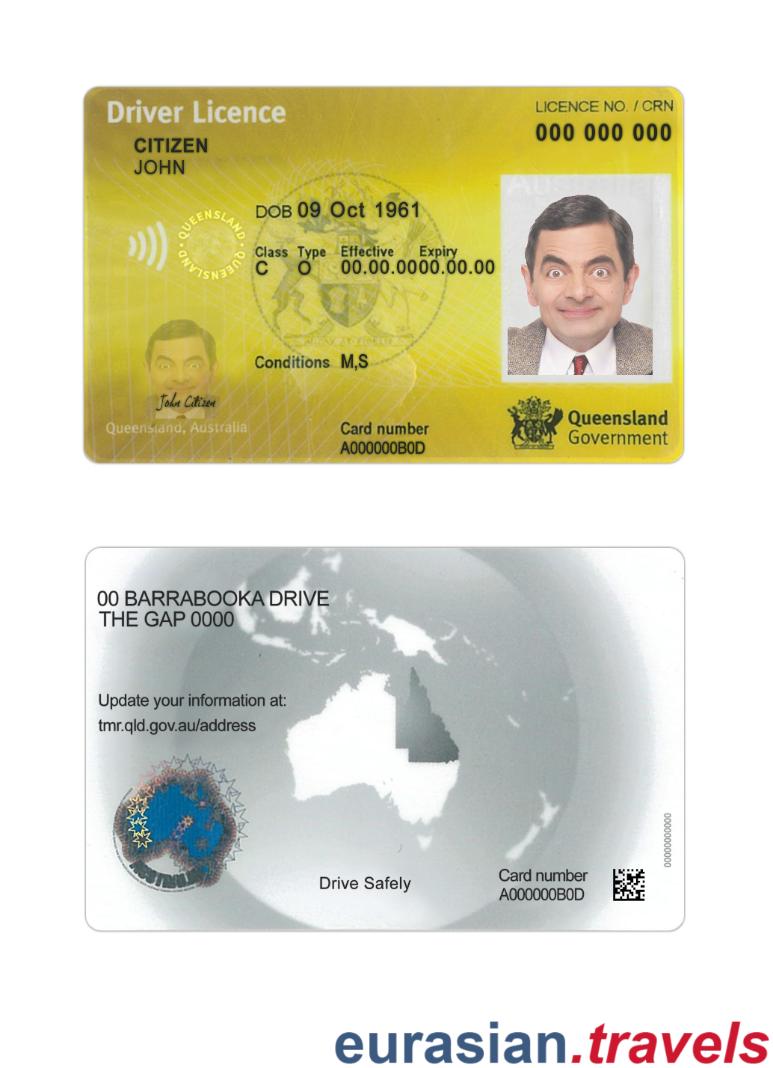 Driver Licence
LICENCE NO. / CRN
000 000 000
CITIZEN
JOHN
DOB 09 Oct 1961
Class Type Effective Expiry
C O 00.00.0000.00.00
QUEENSLAND · QUEENSLAND ·
Conditions M,S
John Citizen
Queensland, Australia
Card number
A000000B0D
Queensland
Government
00 BARRABOOKA DRIVE
THE GAP 0000
Update your information at:
tmr.qld.gov.au/address
AUSTRALIA
Drive Safely
Card number
A000000B0D
00000000000
eurasian.travels